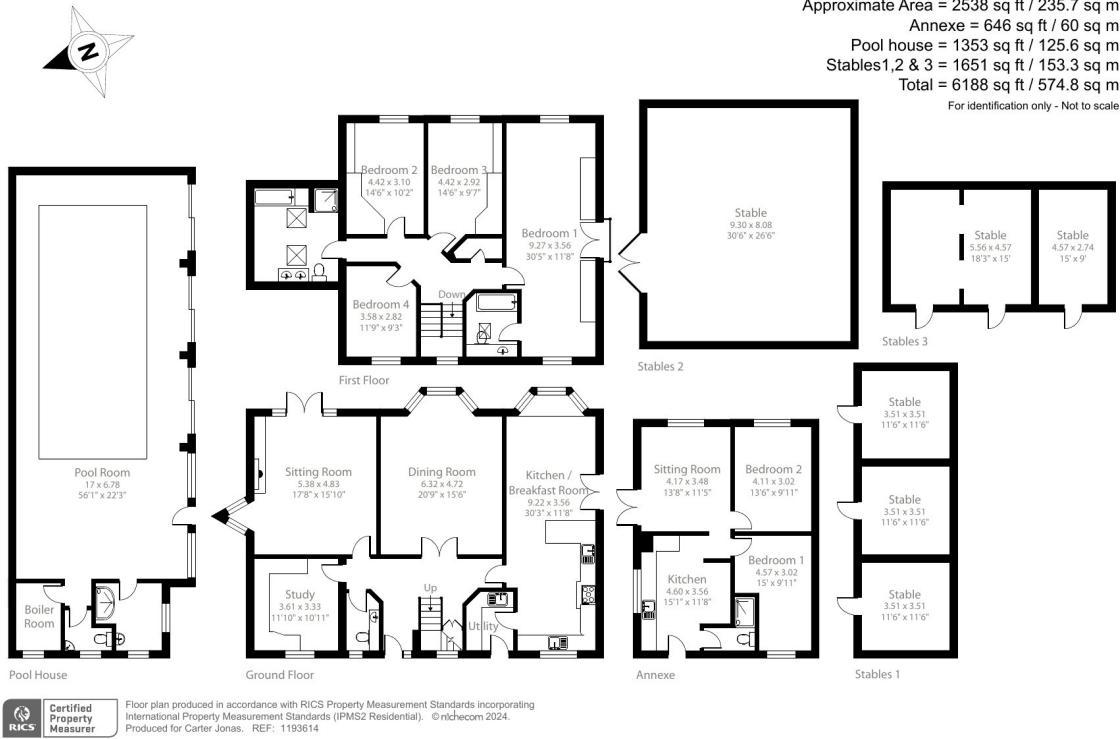 Approximate Area = 2538 sq ft / 235.7 sq m
Annexe = 646 sq ft / 60 sq m
Pool house = 1353 sq ft / 125.6 sq m
Stables1,2 & 3 = 1651 sq ft / 153.3 sq m
Total = 6188 sq ft / 574.8 sq m
For identification only - Not to scale
N
Bedroom 2
4.42 x 3.10
14'6" x 10'2"
Bedroom 3
4.42 x 2.92
14'6" x 9'7"
Bedroom 1
9.27 x 3.56
30'5" x 11'8"
Bedroom 4
3.58 x 2.82
11'9" x 9'3"
Down
First Floor
Stable
9.30 x 8.08
30'6" x 26'6"
Stables 2
Stable
5.56 x 4.57
18'3" x 15'
Stable
4.57 x 2.74
15' x 9'
Stables 3
Pool Room
17 x 6.78
56'1" x 22'3"
Boiler
Room
Pool House
Sitting Room
5.38 x 4.83
17'8" x 15'10"
Dining Room
6.32 x 4.72
20'9" x 15'6"
Kitchen /
Breakfast Room
9.22 x 3.56
30'3" x 11'8"
Study
3.61 x 3.33
11'10" x 10'11"
Up
Utility
Ground Floor
Sitting Room
4.17 x 3.48
13'8" x 11'5"
Bedroom 2
4.11 x 3.02
13'6" x 9'11"
Kitchen
4.60 x 3.56
15'1" x 11'8"
Bedroom 1
4.57 x 3.02
15' x 9'11"
Annexe
Stable
3.51 x 3.51
11'6" x 11'6"
Stable
3.51 x 3.51
11'6" x 11'6"
Stable
3.51 x 3.51
11'6" x 11'6"
Stables 1
RICS
Certified
Property
Measurer
Floor plan produced in accordance with RICS Property Measurement Standards incorporating
International Property Measurement Standards (IPMS2 Residential). © n!checom 2024.
Produced for Carter Jonas. REF: 1193614